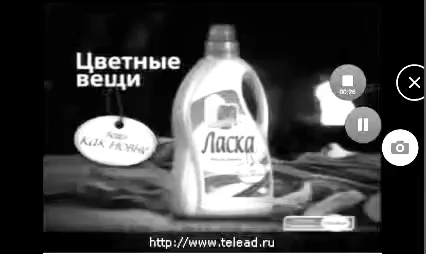 Цветные
вещи
00:26
КАК НОВЫЕ
Ласка
http://www.telead.ru